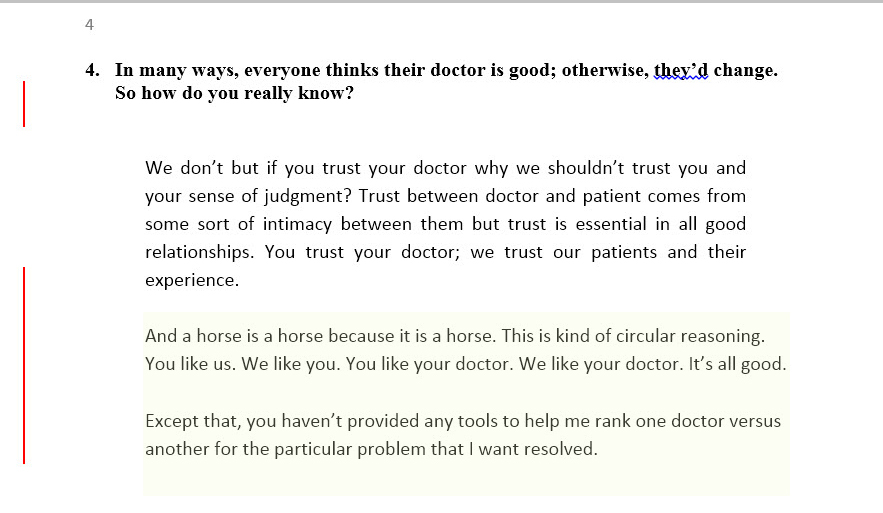 4
4. In many ways, everyone thinks their doctor is good; otherwise, they’d change.
So how do you really know?
We don’t but if you trust your doctor why we shouldn’t trust you and
your sense of judgment? Trust between doctor and patient comes from
some sort of intimacy between them but trust is essential in all good
relationships. You trust your doctor; we trust our patients and their
experience.
And a horse is a horse because it is a horse. This is kind of circular reasoning.
You like us. We like you. You like your doctor. We like your doctor. It’s all good.
Except that, you haven’t provided any tools to help me rank one doctor versus
another for the particular problem that I want resolved.